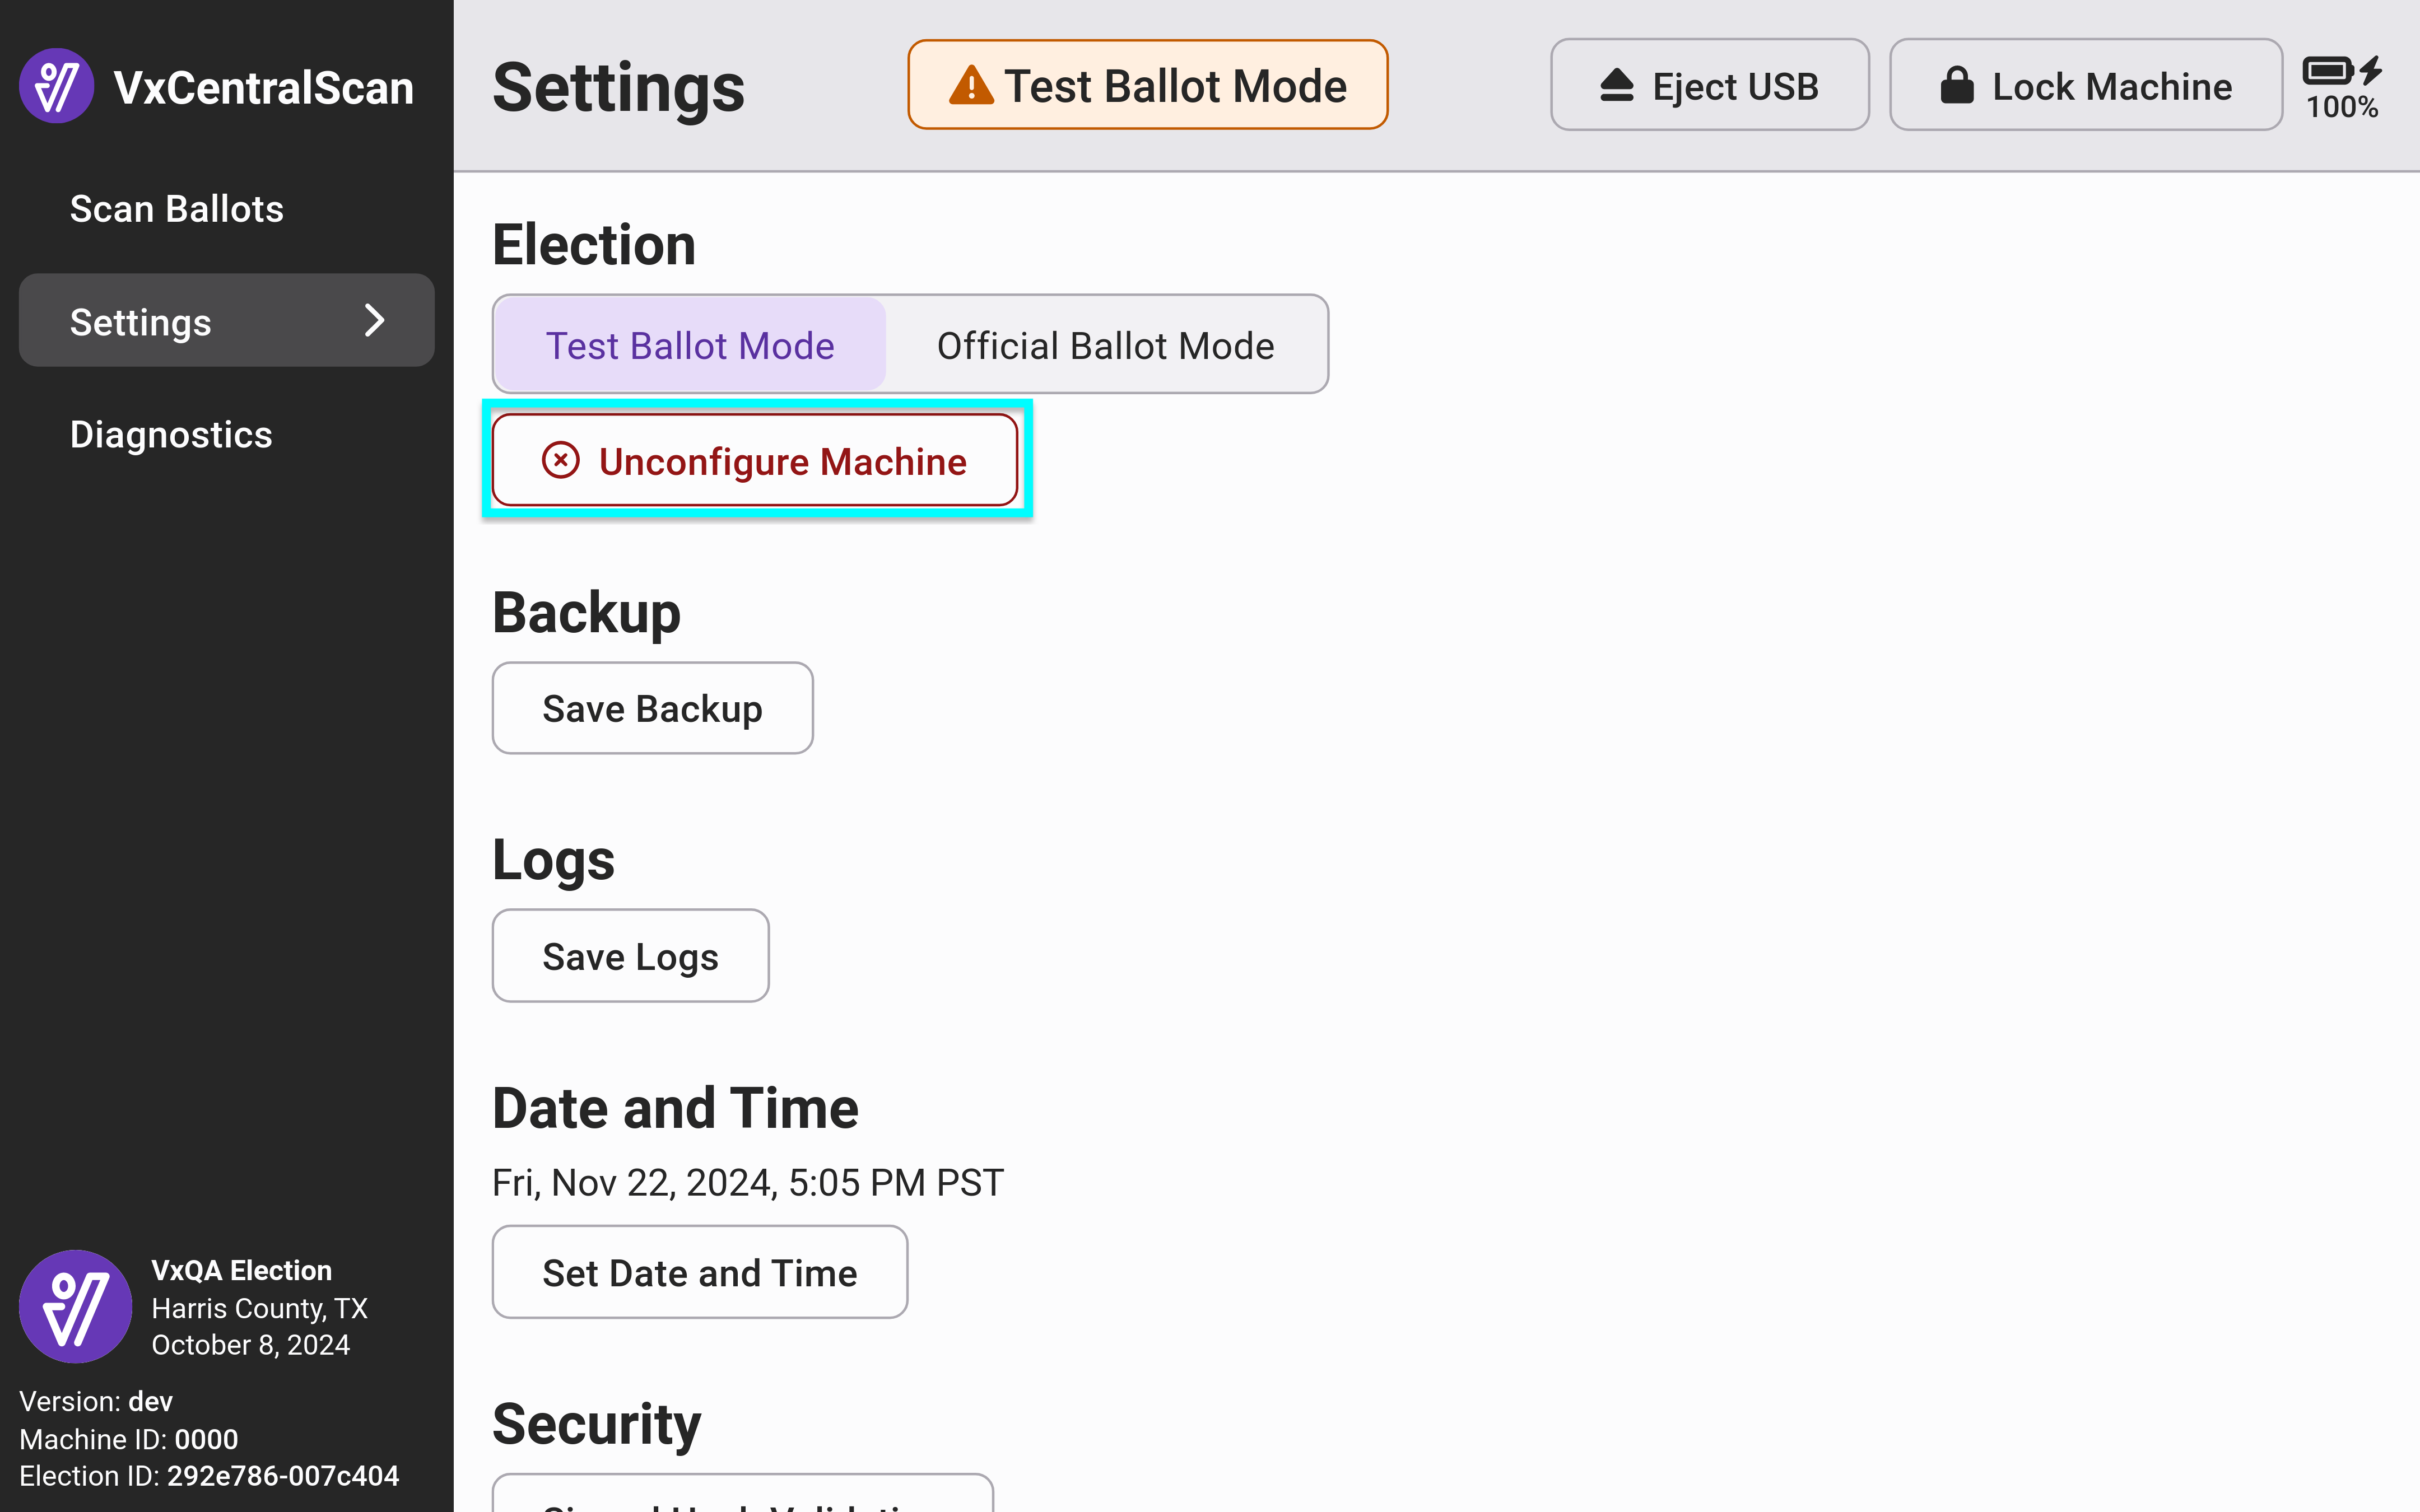 VxCentralScan
Scan Ballots
Settings
Diagnostics
VxQA Election
Harris County, TX
October 8, 2024
Version: dev
Machine ID: 0000
Election ID: 292e786-007c404
Settings
Test Ballot Mode
Eject USB
Lock Machine
100%
Election
Test Ballot Mode
Official Ballot Mode
Unconfigure Machine
Backup
Save Backup
Logs
Save Logs
Date and Time
Fri, Nov 22, 2024, 5:05 PM PST
Set Date and Time
Security